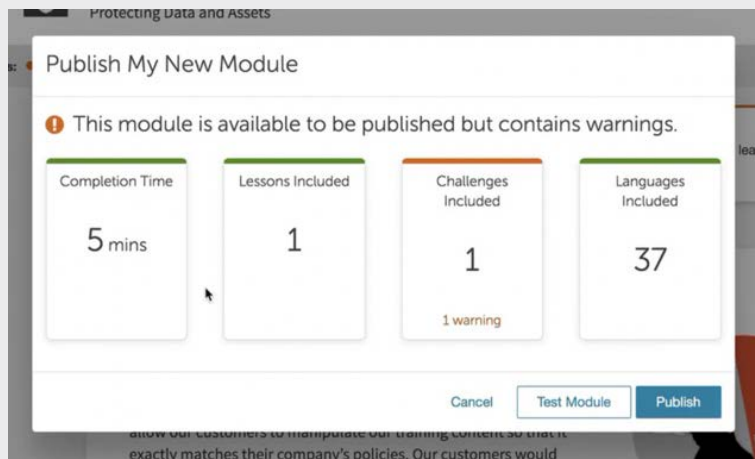 Protecting Data and Assets
s:
Publish My New Module
This module is available to be published but contains warnings.
lea
Completion Time
5 mins
Lessons Included
1
Challenges
Included
1
1 warning
Languages
Included
37
Cancel
Test Module
Publish
allow our customers to manipulate our training content so that it
exactly matches their company's policies. Our customers would